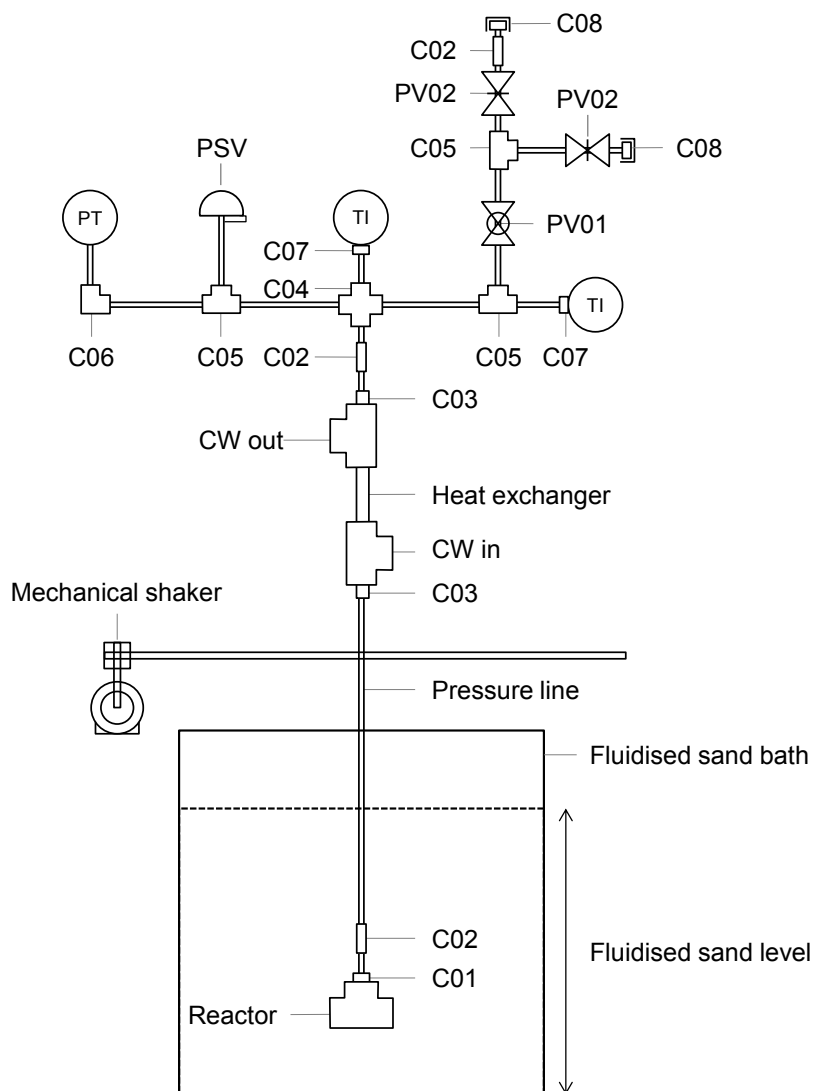 C08
C02
PV02
PV02
PSV
C05
C08
PT
TI
PV01
C07
C04
TI
C06
C05
C02
C05
C07
C03
CW out
Heat exchanger
CW in
Mechanical shaker
C03
Pressure line
Fluidised sand bath
C02
Fluidised sand level
C01
Reactor